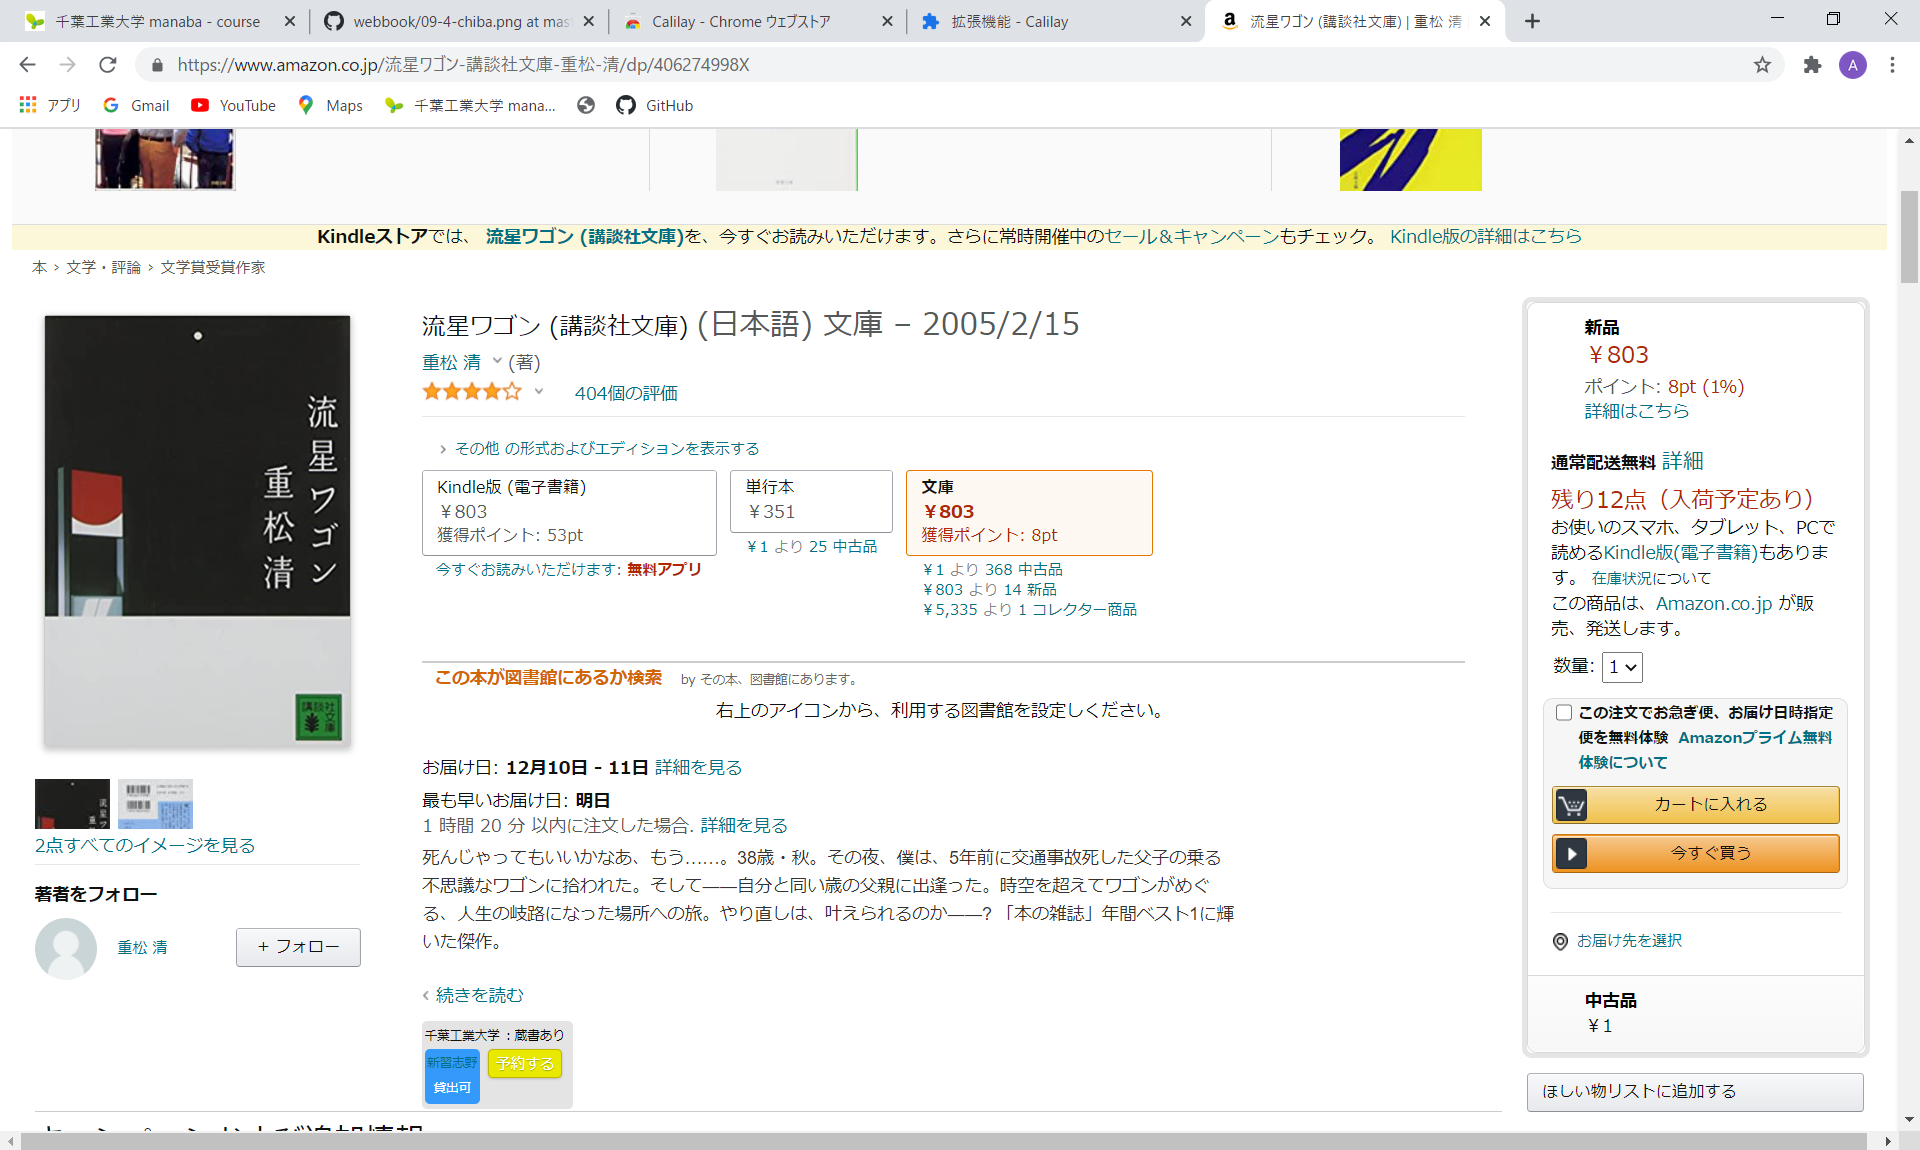 千葉工業大学 manaba - course
webbook/09-4-chiba.png at mas
Calilay - Chrome ウェブストア
拡張機能 - Calilay
流星ワゴン (講談社文庫) | 重松 清
https://www.amazon.co.jp/流星ワゴン-講談社文庫-重松-清/dp/406274998X
A
アプリ
Gmail
YouTube
Maps
千葉工業大学 mana...
GitHub
Kindleストアでは、 流星ワゴン (講談社文庫)を、今すぐお読みいただけます。さらに常時開催中のセール＆キャンペーンもチェック。 Kindle版の詳細はこちら
本 › 文学・評論 › 文学賞受賞作家
流星ワゴン
重松清
講談社文庫
2点すべてのイメージを見る
著者をフォロー
重松 清
+ フォロー
流星ワゴン (講談社文庫) (日本語) 文庫 – 2005/2/15
重松 清 (著)
404個の評価
› その他 の形式およびエディションを表示する
Kindle版 (電子書籍)
￥803
獲得ポイント: 53pt
今すぐお読みいただけます: 無料アプリ
単行本
￥351
￥1 より 25 中古品
文庫
￥803
獲得ポイント: 8pt
￥1 より 368 中古品
￥803 より 14 新品
￥5,335 より 1 コレクター商品
この本が図書館にあるか検索 by その本、図書館にあります。
右上のアイコンから、利用する図書館を設定しください。
お届け日: 12月10日 - 11日 詳細を見る
最も早いお届け日: 明日
1 時間 20 分 以内に注文した場合. 詳細を見る
死んじゃってもいいかなあ、もう……。38歳・秋。その夜、僕は、5年前に交通事故死した父子の乗る
不思議なワゴンに拾われた。そして――自分と同い歳の父親に出逢った。時空を超えてワゴンがめぐ
る、人生の岐路になった場所への旅。やり直しは、叶えられるのか――? 「本の雑誌」年間ベスト1に輝
いた傑作。
‹ 続きを読む
千葉工業大学 : 蔵書あり
新習志野
貸出可
予約する
新品
￥803
ポイント: 8pt (1%)
詳細はこちら
通常配送無料 詳細
残り12点（入荷予定あり）
お使いのスマホ、タブレット、PCで
読めるKindle版(電子書籍)もありま
す。 在庫状況について
この商品は、Amazon.co.jp が販
売、発送します。
数量: 1
この注文でお急ぎ便、お届け日時指定
便を無料体験 Amazonプライム無料
体験について
カートに入れる
今すぐ買う
お届け先を選択
中古品
￥1
ほしい物リストに追加する